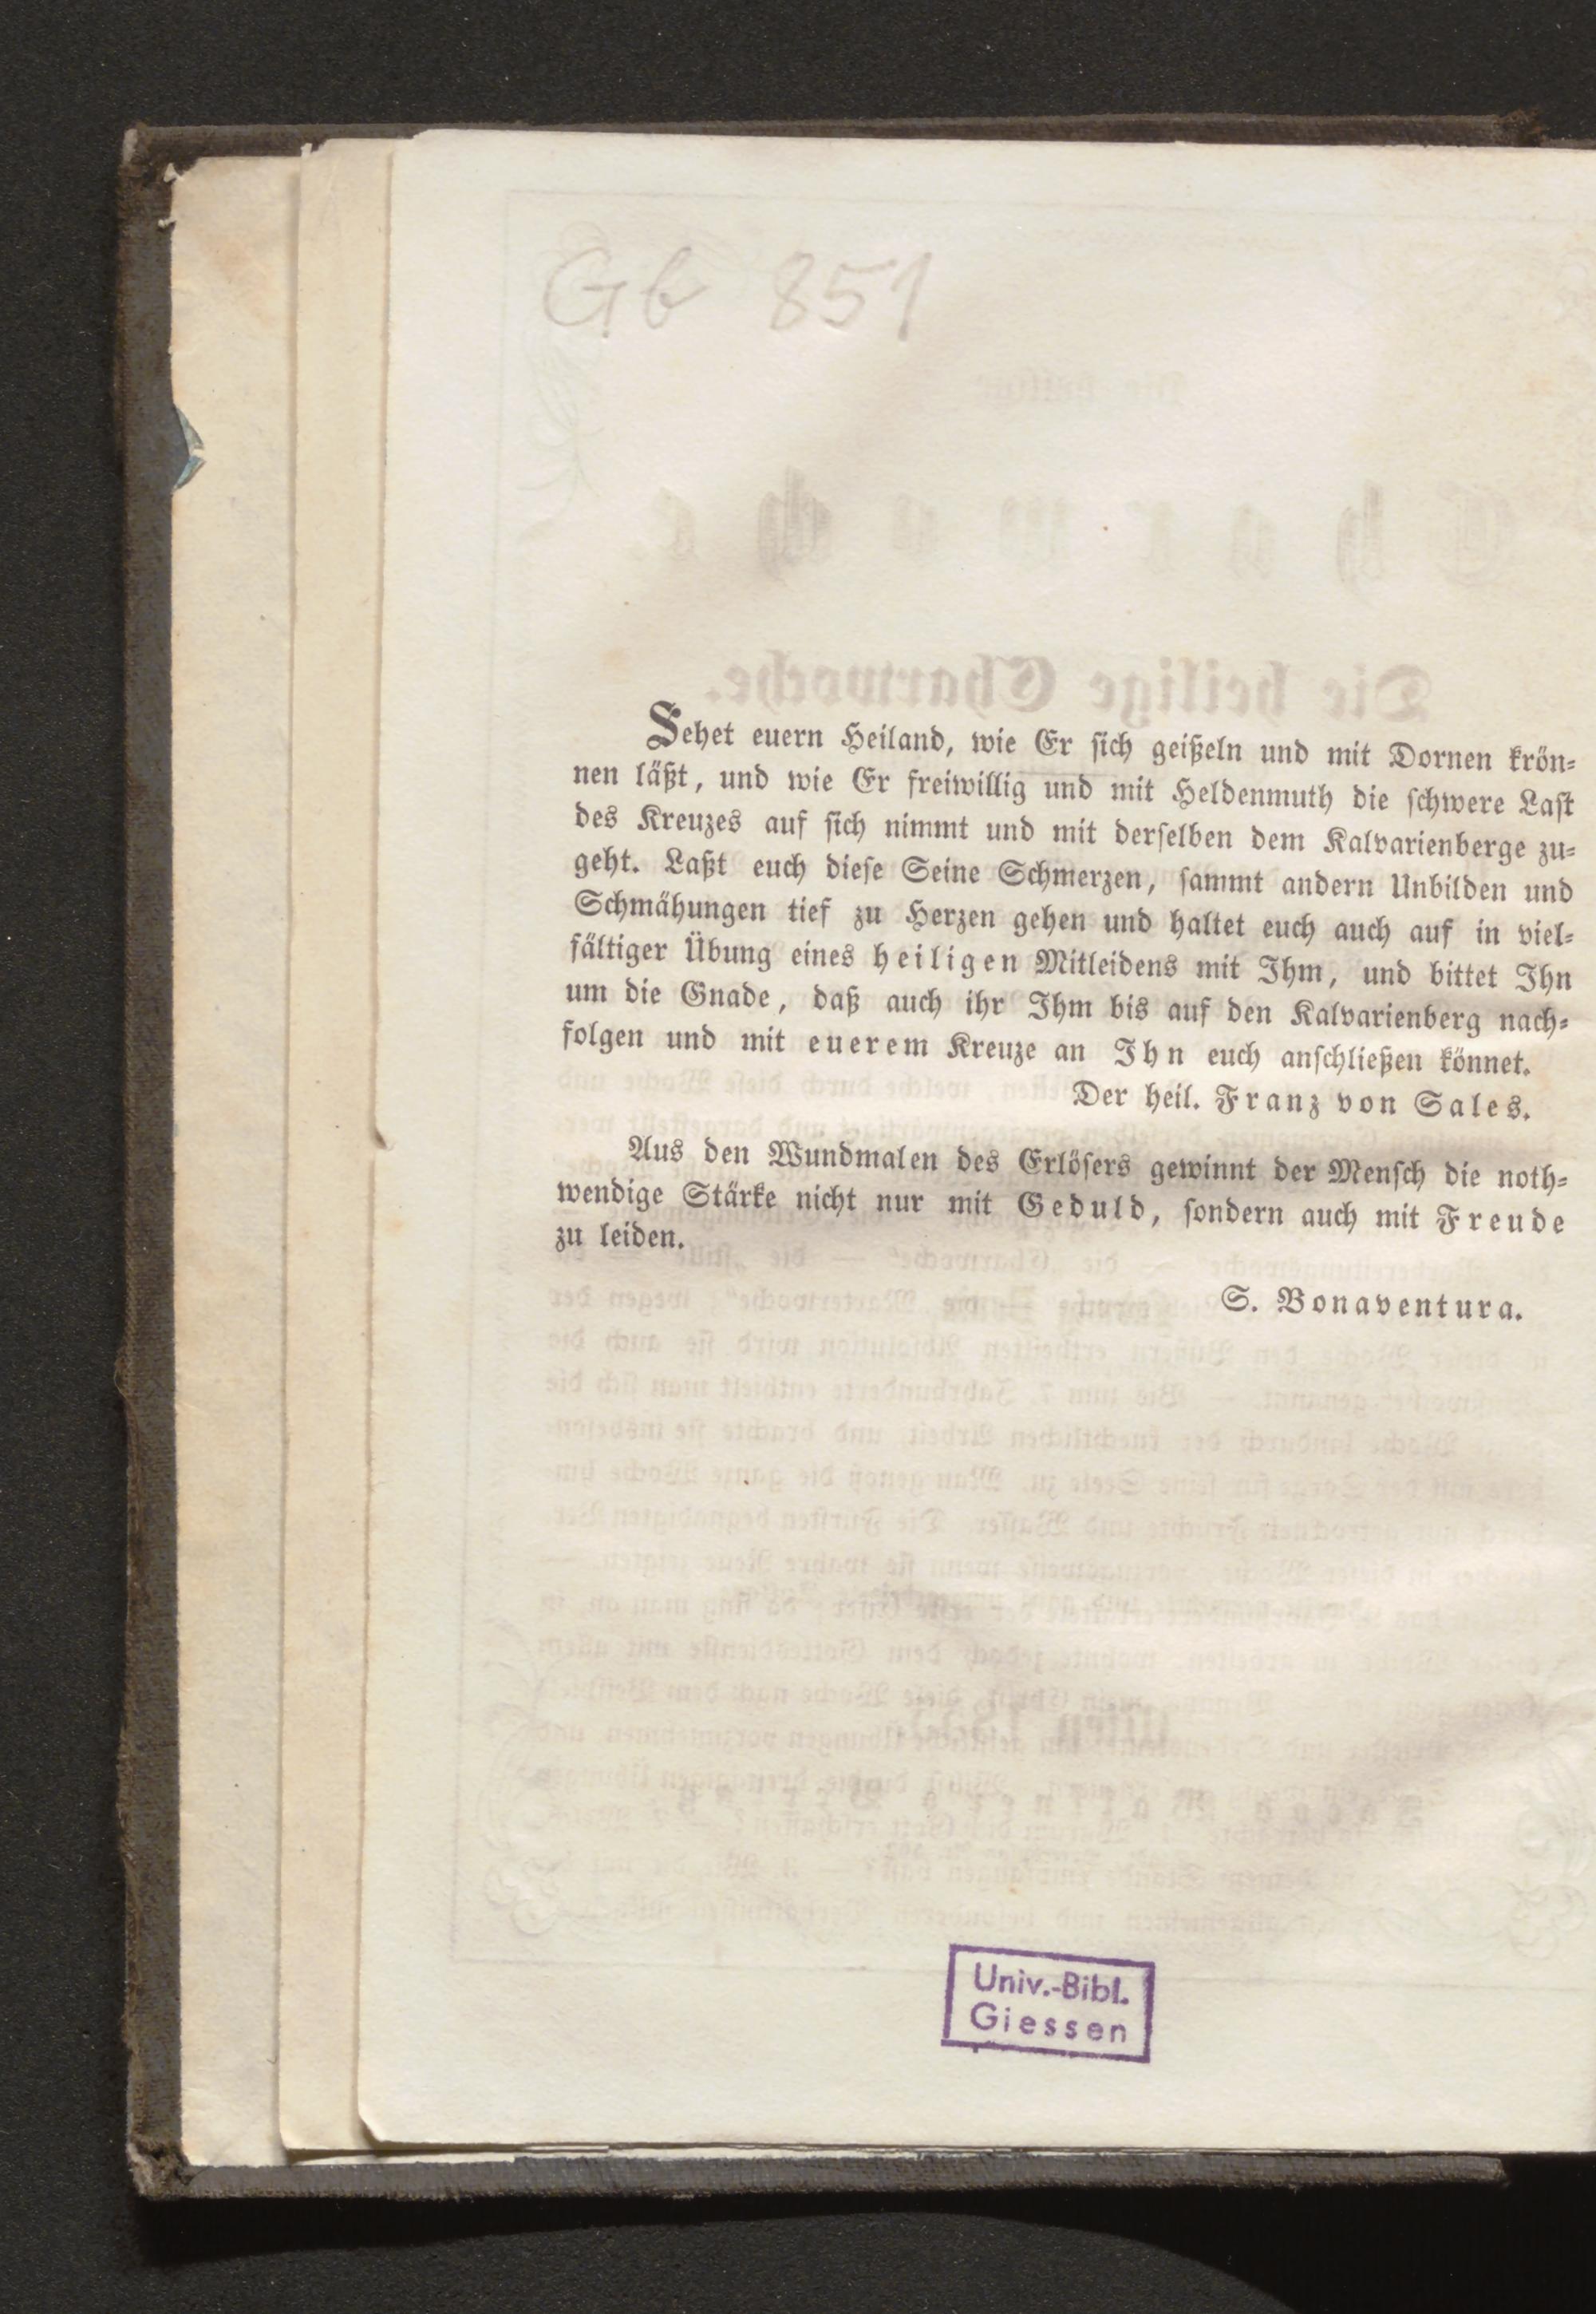 Gb 851
Sehet euern Heiland, wie Er sich geißeln und mit Dornen krön-
nen läßt, und wie Er freiwillig und mit Heldenmuth die schwere Last
des Kreuzes auf sich nimmt und mit derselben dem Kalvarienberge zu-
geht. Laßt euch diese Seine Schmerzen, sammt andern Unbilden und
Schmähungen tief zu Herzen gehen und haltet euch auch auf in viel-
fältiger Übung eines heiligen Mitleidens mit Ihm, und bittet Ihn
um die Gnade, daß auch ihr Ihm bis auf den Kalvarienberg nach-
folgen und mit euerem Kreuze an Ihn euch anschließen könnet.
Der heil. Franz von Sales.
Aus den Wundmalen des Erlösers gewinnt der Mensch die noth-
wendige Stärke nicht nur mit Geduld, sondern auch mit Freude
zu leiden.
S. Bonaventura.
Univ.-Bibl.
Giessen